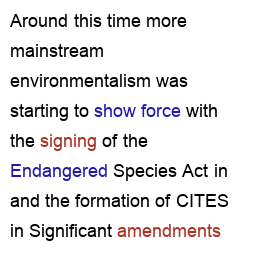 Around this time more
mainstream
environmentalism was
starting to show force with
the signing of the
Endangered Species Act in
and the formation of CITES
in Significant amendments